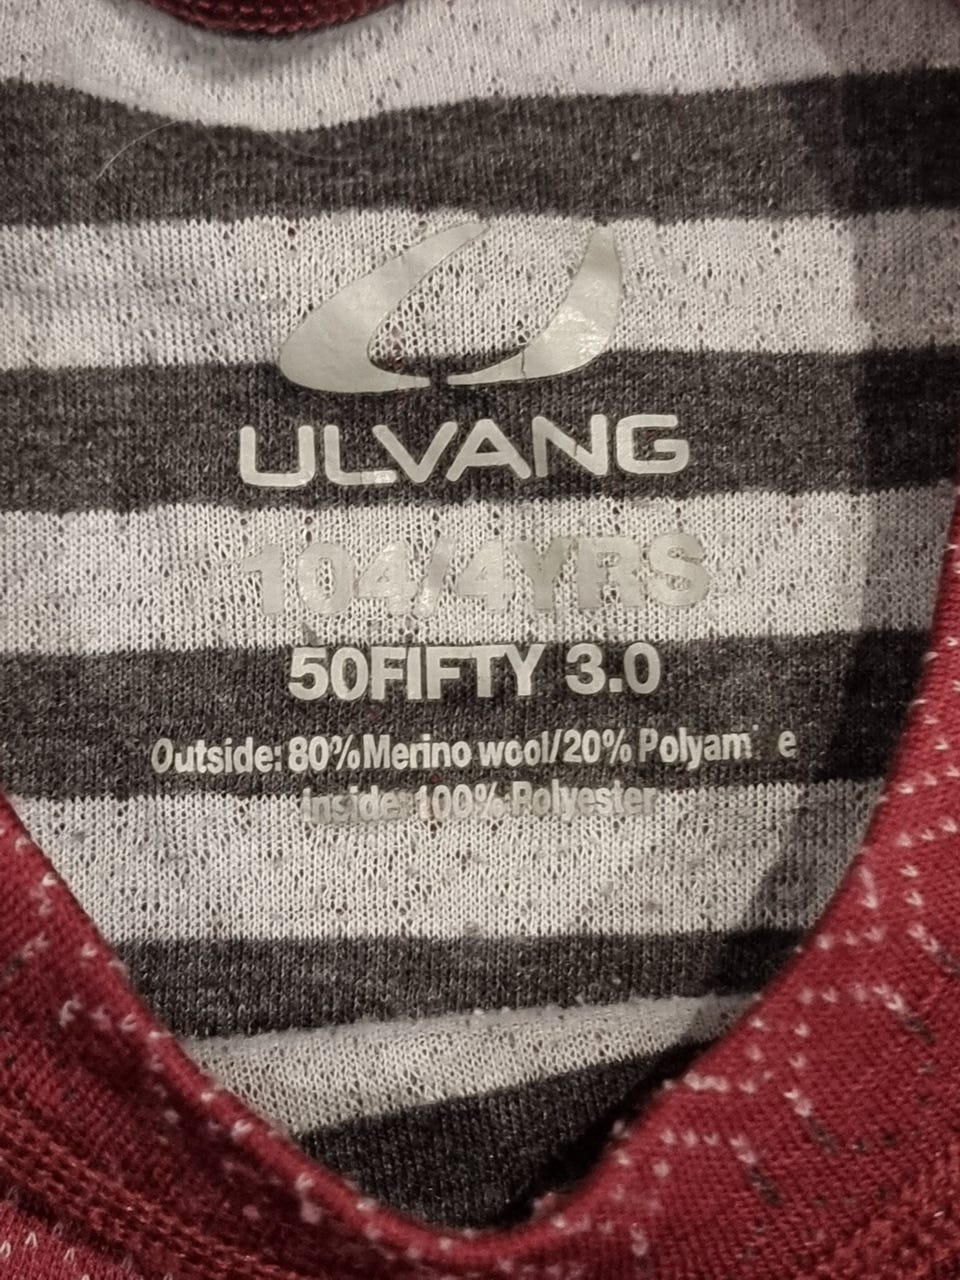 ULVANG
104/4YRS
50FIFTY 3.0
Outside: 80% Merino wool/20% Polyam e
Inside: 100% Polyester